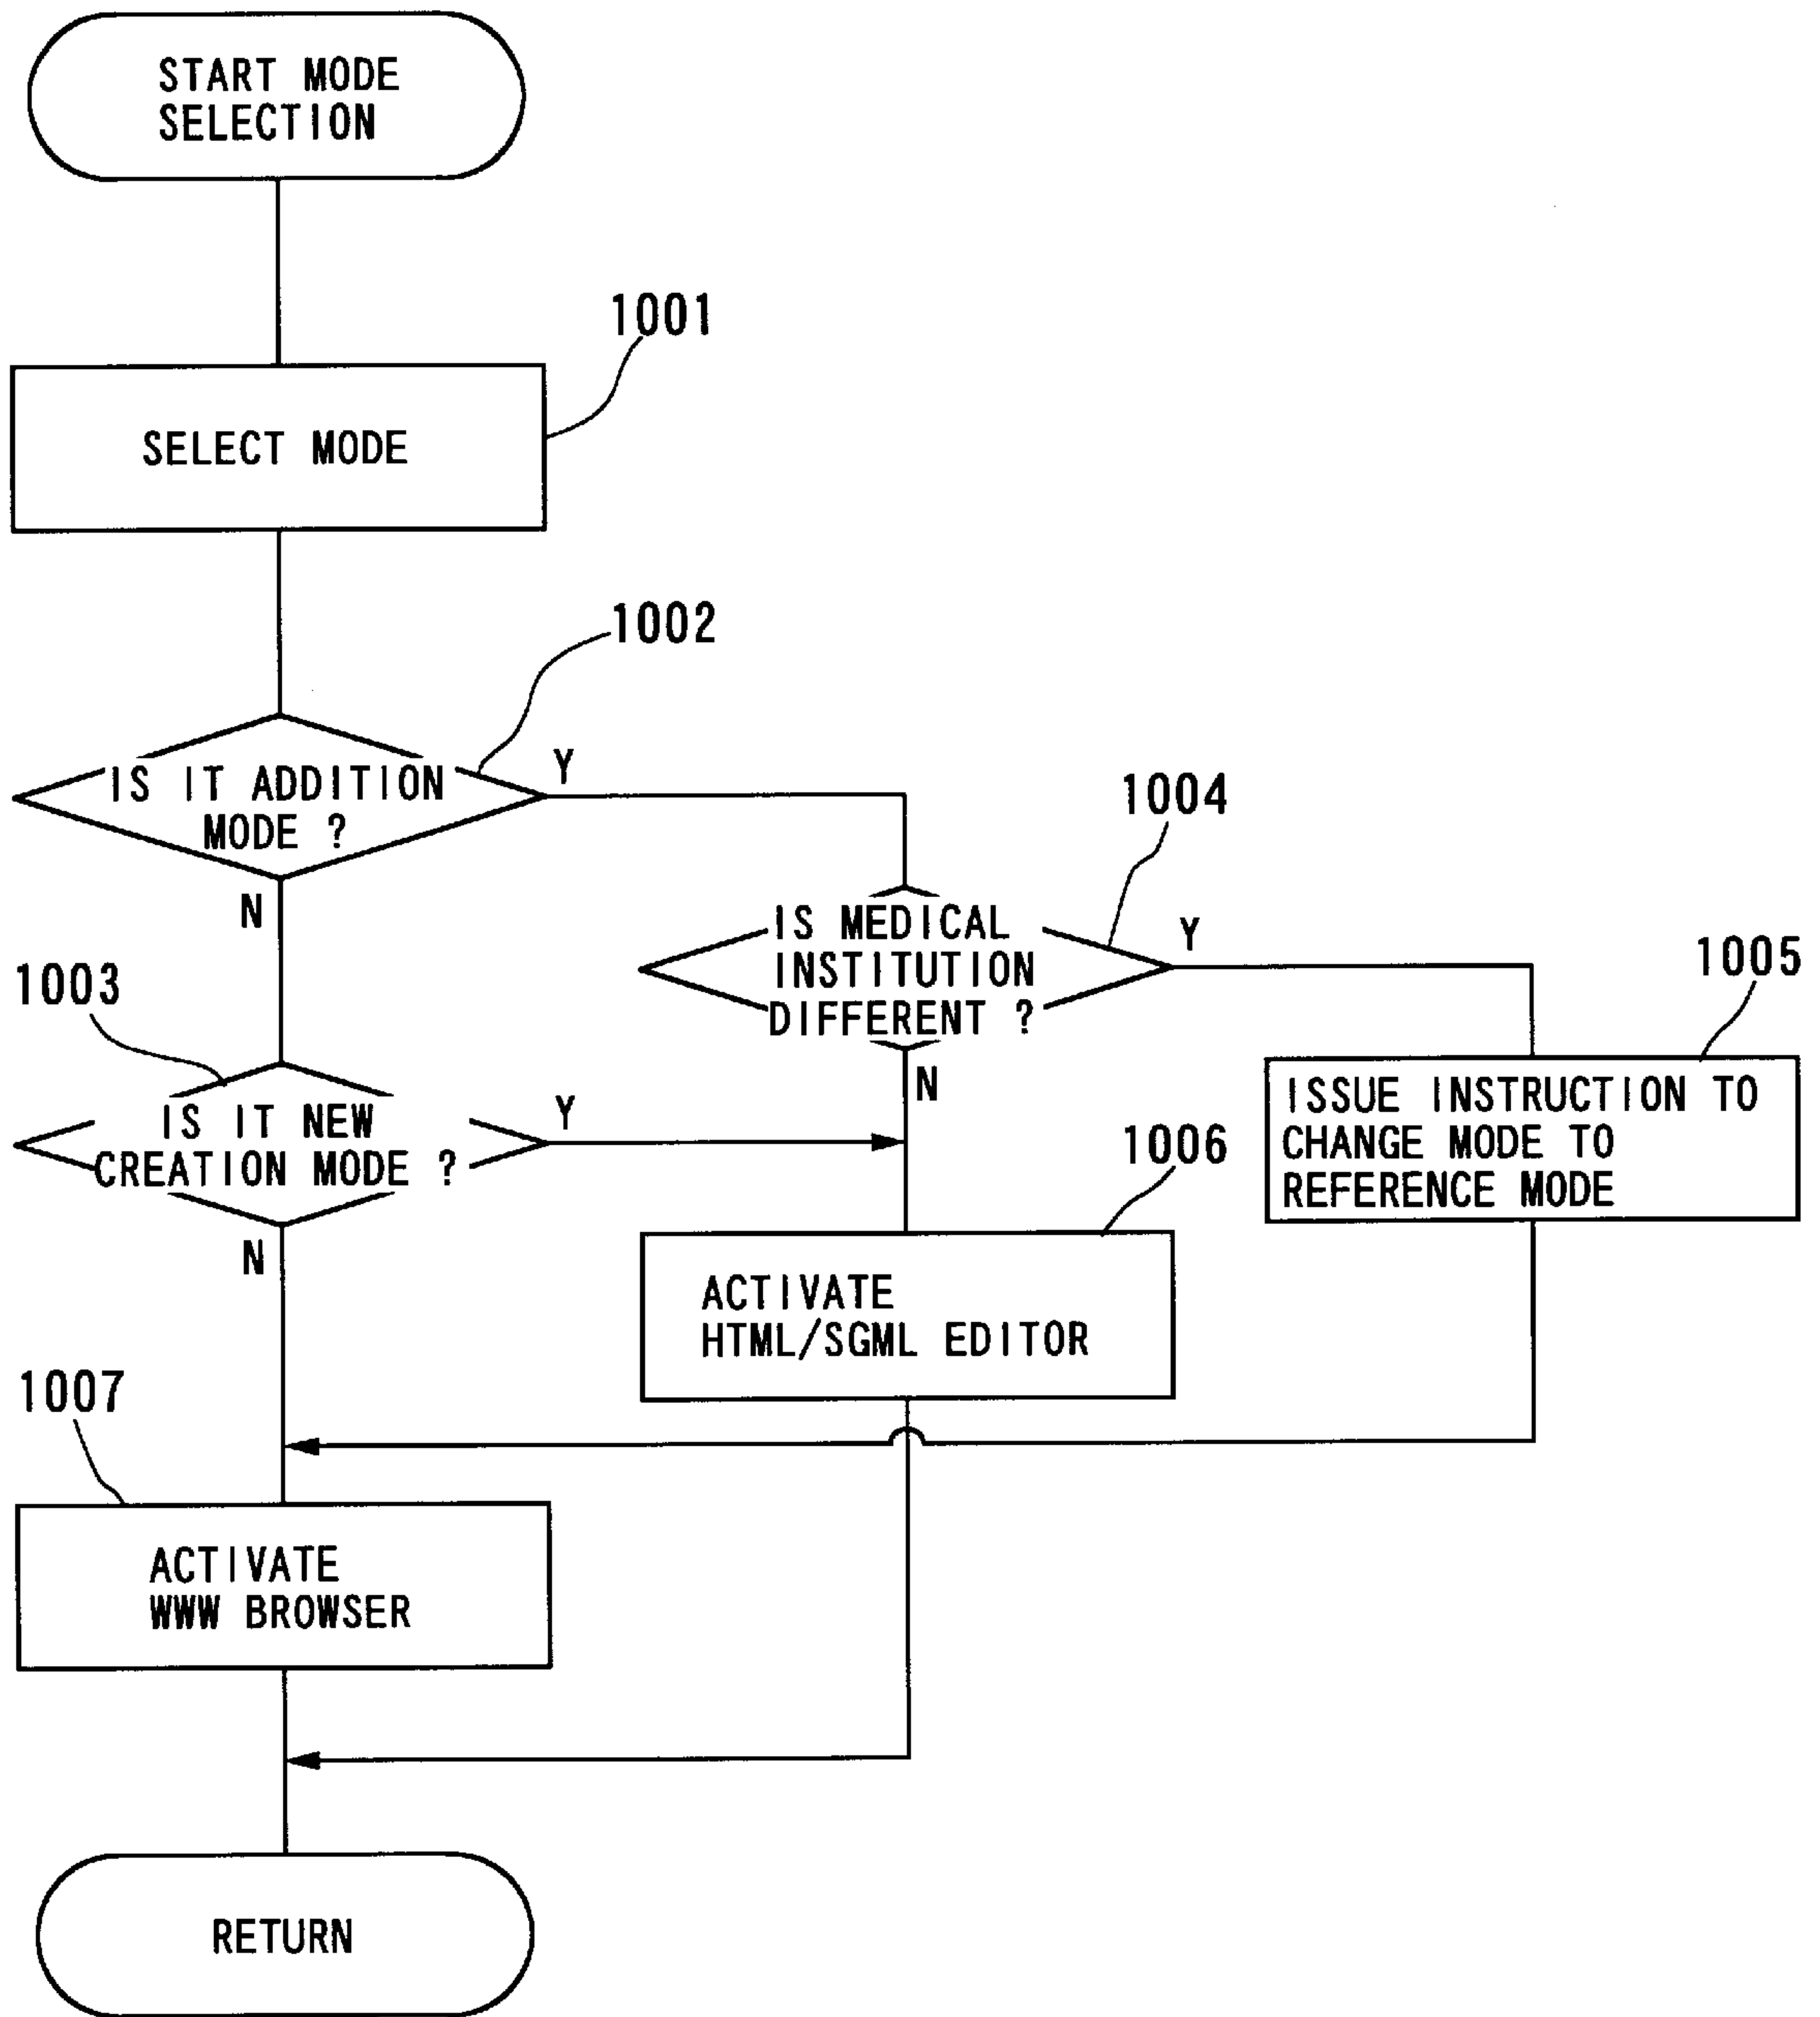 START MODE
SELECTION
1001
SELECT MODE
1002
IS IT ADDITION
MODE ?
Y
N
1004
IS MEDICAL
INSTITUTION
DIFFERENT ?
Y
N
1003
IS IT NEW
CREATION MODE ?
Y
N
1005
ISSUE INSTRUCTION TO
CHANGE MODE TO
REFERENCE MODE
1006
ACTIVATE
HTML/SGML EDITOR
1007
ACTIVATE
WWW BROWSER
RETURN